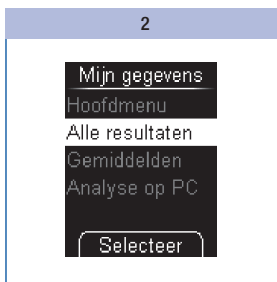 2
Mijn gegevens
Hoofdmenu
Alle resultaten
Gemiddelden
Analyse op PC
Selecteer